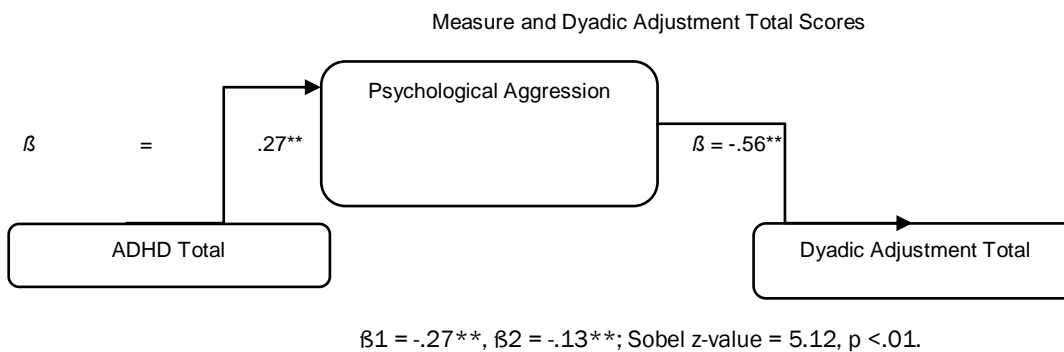 Measure and Dyadic Adjustment Total Scores
Psychological Aggression
ß = .27**
ß = -.56**
ADHD Total
Dyadic Adjustment Total
ß1 = -.27**, ß2 = -.13**; Sobel z-value = 5.12, p <.01.